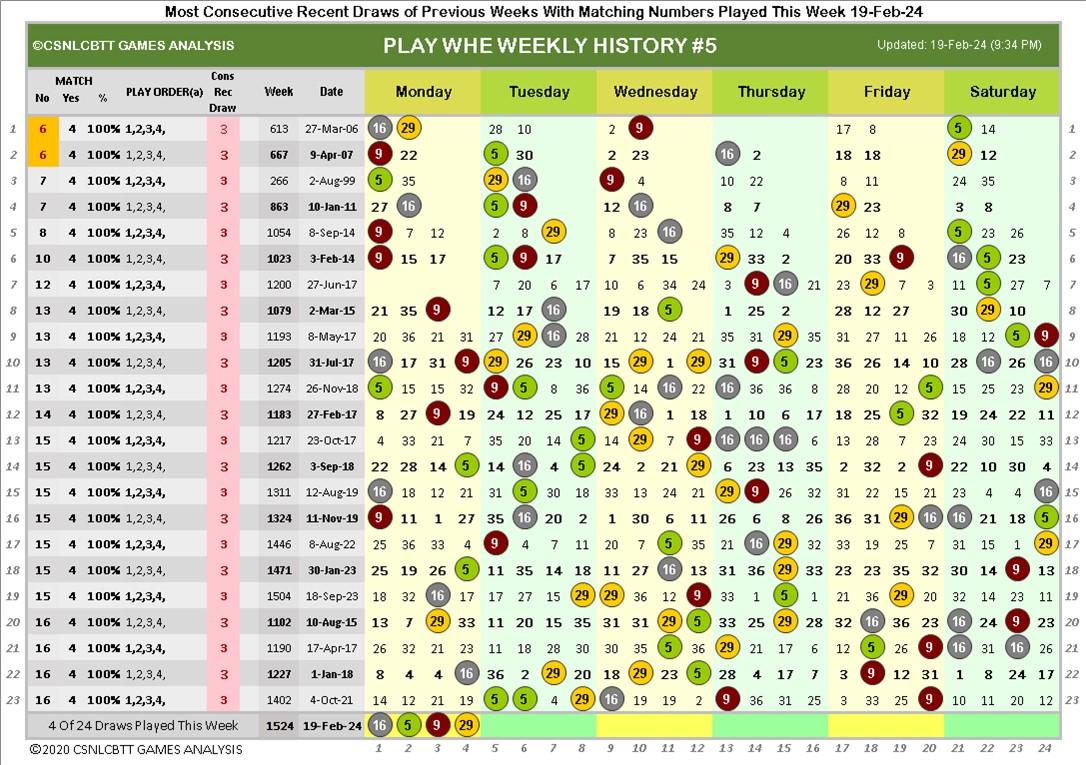 Most Consecutive Recent Draws of Previous Weeks With Matching Numbers Played This Week 19-Feb-24
©CSNLCBTT GAMES ANALYSIS PLAY WHE WEEKLY HISTORY #5 Updated: 19-Feb-24 (9:34 PM)
No MATCH Yes % PLAY ORDER(a) Cons Rec Draw Week Date Monday Tuesday Wednesday Thursday Friday Saturday
1 6 4 100% 1,2,3,4, 3 613 27-Mar-06 16 29 28 10 2 9 17 8 5 14 1
2 6 4 100% 1,2,3,4, 3 667 9-Apr-07 9 22 5 30 2 23 16 2 18 18 29 12 2
3 7 4 100% 1,2,3,4, 3 266 2-Aug-99 5 35 29 16 9 4 10 22 8 11 24 35 3
4 7 4 100% 1,2,3,4, 3 863 10-Jan-11 27 16 5 9 12 16 8 7 29 23 3 8 4
5 8 4 100% 1,2,3,4, 3 1054 8-Sep-14 9 7 12 2 8 29 8 23 16 35 12 4 26 12 8 5 23 26 5
6 10 4 100% 1,2,3,4, 3 1023 3-Feb-14 9 15 17 5 9 17 7 35 15 29 33 2 20 33 9 16 5 23 6
7 12 4 100% 1,2,3,4, 3 1200 27-Jun-17 7 20 6 17 10 6 34 24 3 9 16 21 18 29 7 3 11 5 27 7 7
8 13 4 100% 1,2,3,4, 3 1079 2-Mar-15 21 35 9 12 17 16 19 18 5 1 25 2 28 12 27 30 29 10 8
9 13 4 100% 1,2,3,4, 3 1193 8-May-17 20 36 21 31 27 29 16 28 21 12 24 21 35 31 29 35 31 27 11 26 18 12 5 9 9
10 13 4 100% 1,2,3,4, 3 1205 31-Jul-17 16 17 31 9 29 26 23 10 15 29 1 29 31 9 5 23 36 26 14 10 28 16 26 16 10
11 13 4 100% 1,2,3,4, 3 1274 26-Nov-18 5 15 15 32 9 5 8 36 5 14 16 22 16 36 36 8 28 20 12 5 15 25 23 29 11
12 14 4 100% 1,2,3,4, 3 1183 27-Feb-17 8 27 9 19 24 12 25 17 29 16 1 18 1 10 6 17 18 25 5 32 19 24 22 11 12
13 15 4 100% 1,2,3,4, 3 1217 23-Oct-17 4 33 21 7 35 20 14 5 14 29 7 9 16 16 16 6 13 28 7 23 24 30 15 33 13
14 15 4 100% 1,2,3,4, 3 1262 3-Sep-18 22 28 14 5 14 16 4 5 24 2 21 29 6 23 13 35 2 32 2 9 22 10 30 4 14
15 15 4 100% 1,2,3,4, 3 1311 12-Aug-19 16 18 12 21 31 5 30 18 33 13 24 21 29 9 26 32 31 22 15 21 23 4 4 16 15
16 15 4 100% 1,2,3,4, 3 1324 11-Nov-19 9 11 1 27 35 16 20 2 1 30 6 11 26 6 8 26 36 31 29 16 16 21 18 5 16
17 15 4 100% 1,2,3,4, 3 1446 8-Aug-22 25 36 33 4 9 4 7 11 20 7 5 35 21 16 29 32 33 19 25 7 31 15 1 29 17
18 15 4 100% 1,2,3,4, 3 1471 30-Jan-23 25 19 26 5 11 35 14 18 11 26 16 13 31 36 29 33 23 23 35 32 30 14 9 13 18
19 15 4 100% 1,2,3,4, 3 1504 18-Sep-23 18 32 16 17 27 15 8 29 29 36 12 9 33 15 5 1 21 36 29 20 32 14 23 11 19
20 16 4 100% 1,2,3,4, 3 1102 10-Aug-15 13 7 29 33 11 20 15 35 31 31 29 5 33 25 29 28 32 16 36 23 16 24 9 23 20
21 16 4 100% 1,2,3,4, 3 1190 17-Apr-17 26 32 21 23 11 18 28 30 30 35 5 36 29 21 17 6 12 5 26 9 16 31 16 26 21
22 16 4 100% 1,2,3,4, 3 1227 1-Jan-18 8 4 4 16 36 2 29 20 18 29 23 5 28 4 17 7 3 9 12 31 1 8 24 17 22
23 16 4 100% 1,2,3,4, 3 1402 4-Oct-21 14 12 21 19 5 5 4 29 16 19 19 2 9 36 31 25 3 33 25 9 10 21 20 12 23
4 Of 24 Draws Played This Week 1524 19-Feb-24 16 5 9 29
©2020 CSNLCBTT GAMES ANALYSIS 1 2 3 4 5 6 7 8 9 10 11 12 13 14 15 16 17 18 19 20 21 22 23 24